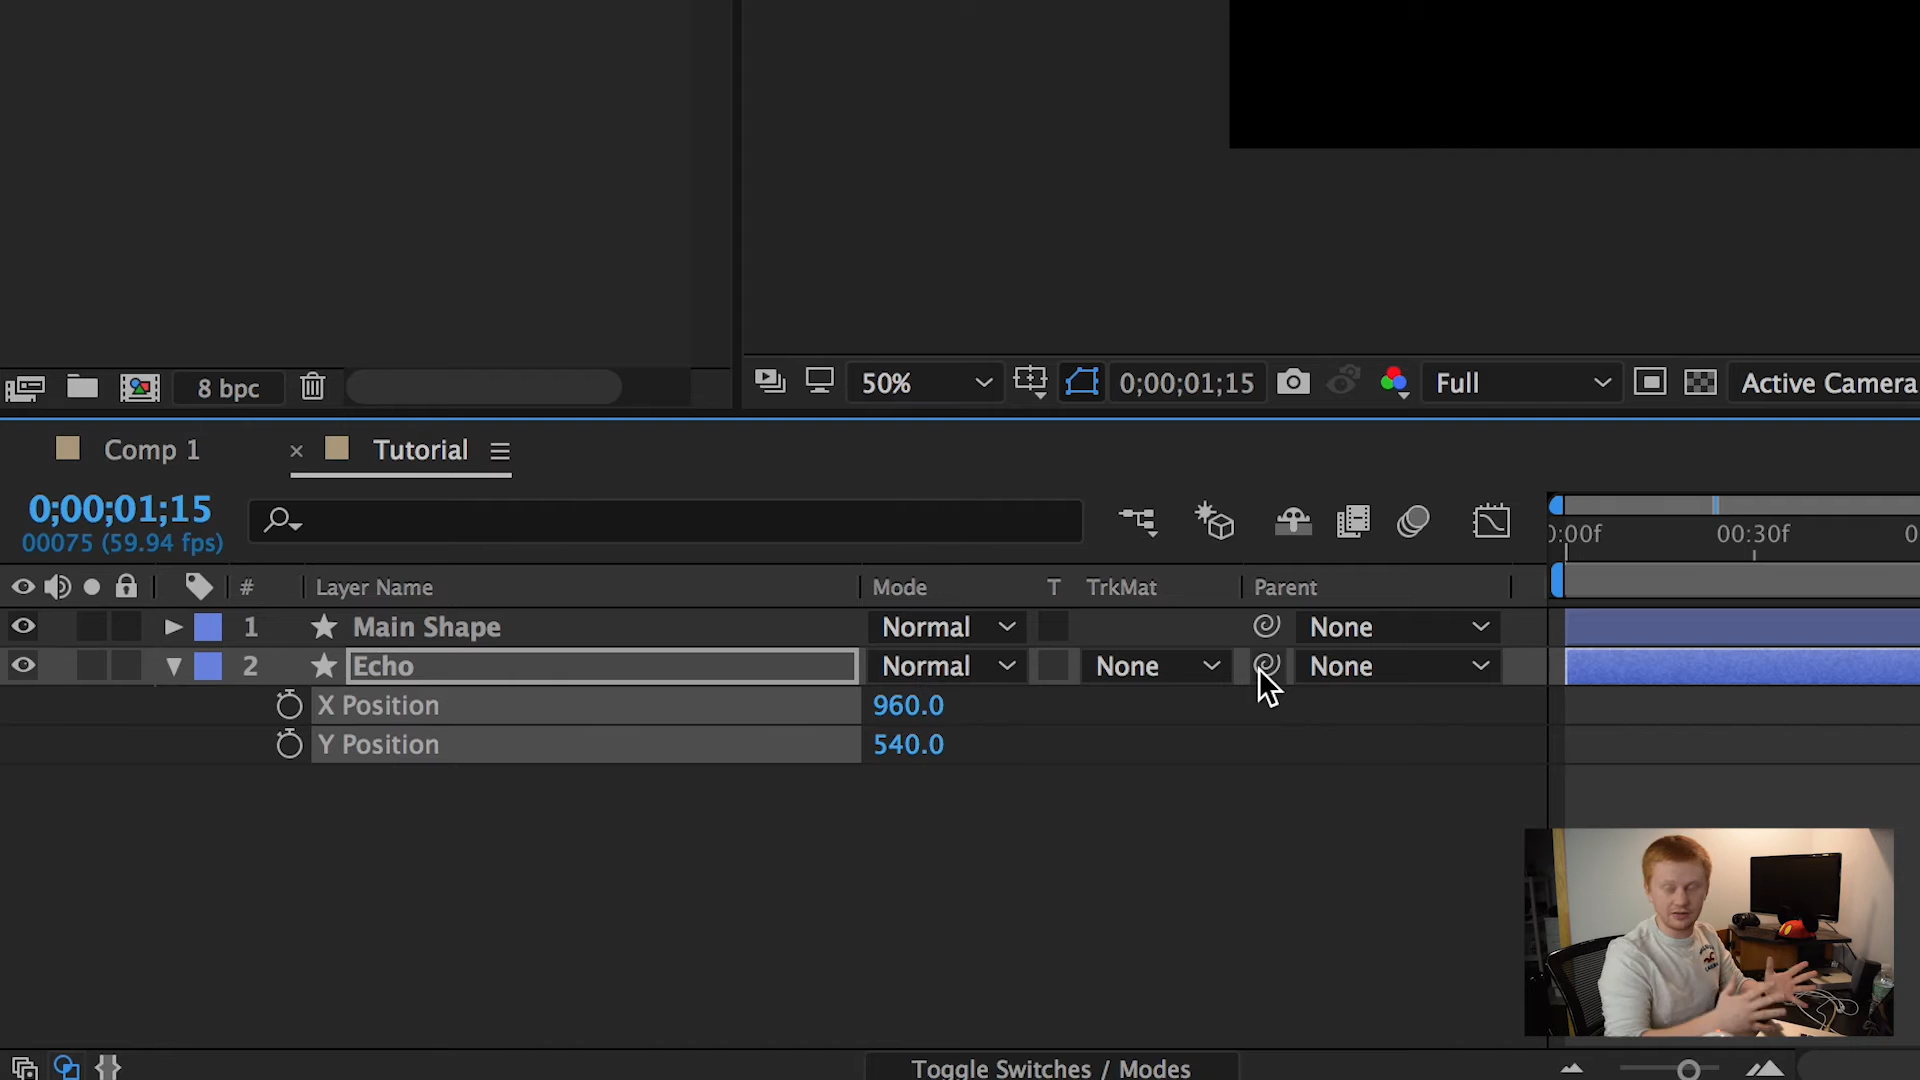 8 bpc
50%
0;00;01;15
Full
Active Camera
Comp 1
× Tutorial
0;00;01;15
00075 (59.94 fps)
:00f
00:30f
0
# Layer Name
Mode
T TrkMat
Parent
1 Main Shape
Normal
None
2 Echo
Normal
None
None
X Position
960.0
Y Position
540.0
Toggle Switches / Modes